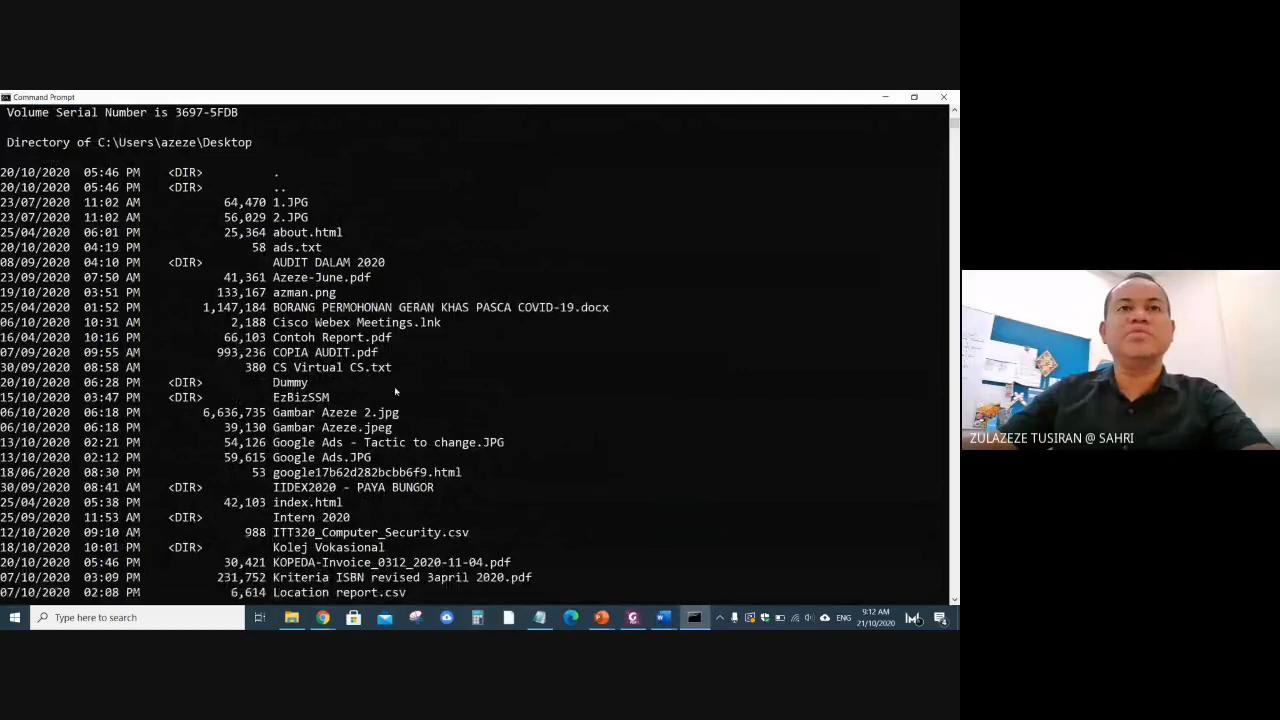 Command Prompt
Volume Serial Number is 3697-5FDB
Directory of C:\Users\azeze\Desktop
20/10/2020 05:46 PM <DIR> .
20/10/2020 05:46 PM <DIR> ..
23/07/2020 11:02 AM 64,470 1.JPG
23/07/2020 11:02 AM 56,029 2.JPG
25/04/2020 06:01 PM 25,364 about.html
20/10/2020 04:19 PM 58 ads.txt
08/09/2020 04:10 PM <DIR> AUDIT DALAM 2020
23/09/2020 07:50 AM 41,361 Azeze-June.pdf
19/10/2020 03:51 PM 133,167 azman.png
25/04/2020 01:52 PM 1,147,184 BORANG PERMOHONAN GERAN KHAS PASCA COVID-19.docx
06/10/2020 10:31 AM 2,188 Cisco Webex Meetings.lnk
16/04/2020 10:16 PM 66,103 Contoh Report.pdf
07/09/2020 09:55 AM 993,236 COPIA AUDIT.pdf
30/09/2020 08:58 AM 380 CS Virtual CS.txt
20/10/2020 06:28 PM <DIR> Dummy
15/10/2020 03:47 PM <DIR> EzBizSSM
06/10/2020 06:18 PM 6,636,735 Gambar Azeze 2.jpg
06/10/2020 06:18 PM 39,130 Gambar Azeze.jpeg
13/10/2020 02:21 PM 54,126 Google Ads - Tactic to change.JPG
13/10/2020 02:12 PM 59,615 Google Ads.JPG
18/06/2020 08:30 PM 53 google17b62d282bcbb6f9.html
30/09/2020 08:41 AM <DIR> IIDEX2020 - PAYA BUNGOR
25/04/2020 05:38 PM 42,103 index.html
25/09/2020 11:53 AM <DIR> Intern 2020
12/10/2020 09:10 AM 988 ITT320_Computer_Security.csv
18/10/2020 10:01 PM <DIR> Kolej Vokasional
20/10/2020 05:46 PM 30,421 KOPEDA-Invoice_0312_2020-11-04.pdf
07/10/2020 03:09 PM 231,752 Kriteria ISBN revised 3april 2020.pdf
07/10/2020 02:08 PM 6,614 Location report.csv
Type here to search
ENG
9:12 AM
21/10/2020
ZULAZEZE TUSIRAN @ SAHRI